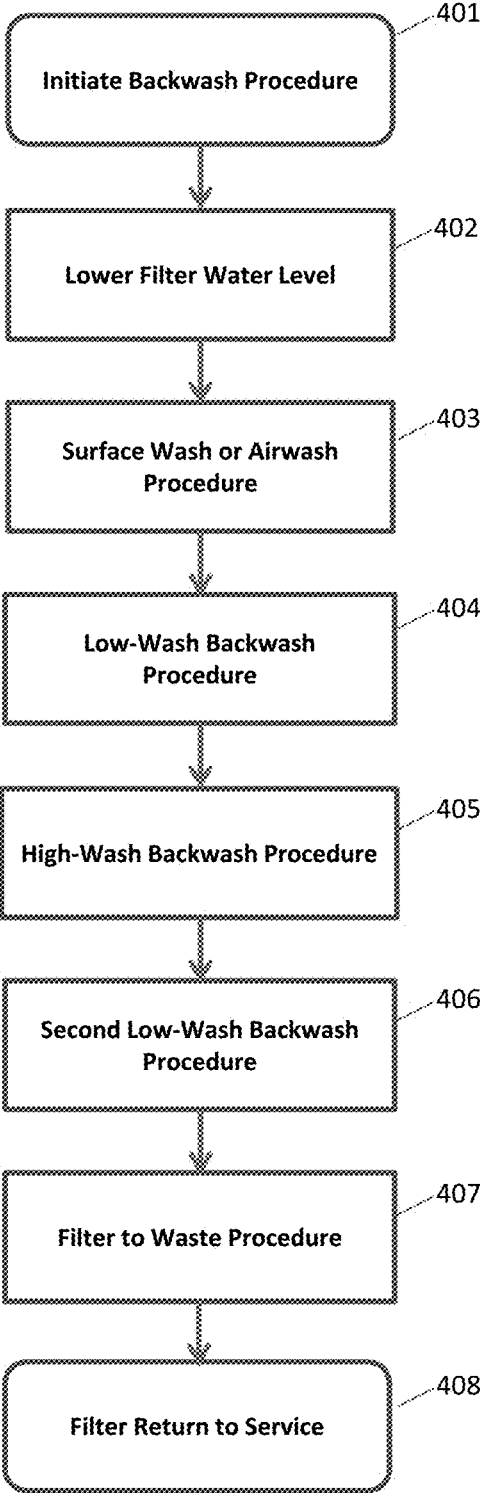 401
Initiate Backwash Procedure
402
Lower Filter Water Level
403
Surface Wash or Airwash
Procedure
404
Low-Wash Backwash
Procedure
405
High-Wash Backwash Procedure
406
Second Low-Wash Backwash
Procedure
407
Filter to Waste Procedure
408
Filter Return to Service